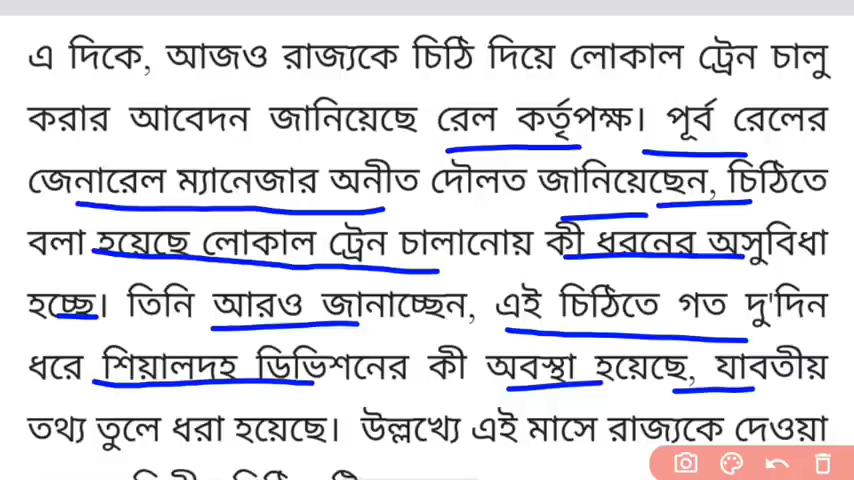 এ দিকে, আজও রাজ্যকে চিঠি দিয়ে লোকাল ট্রেন চালু
করার আবেদন জানিয়েছে রেল কর্তৃপক্ষ। পূর্ব রেলের
জেনারেল ম্যানেজার অনীত দৌলত জানিয়েছেন, চিঠিতে
বলা হয়েছে লোকাল ট্রেন চালানোয় কী ধরনের অসুবিধা
হচ্ছে। তিনি আরও জানাচ্ছেন, এই চিঠিতে গত দু'দিন
ধরে শিয়ালদহ ডিভিশনের কী অবস্থা হয়েছে, যাবতীয়
তথ্য তুলে ধরা হয়েছে। উল্লখ্যে এই মাসে রাজ্যকে দেওয়া